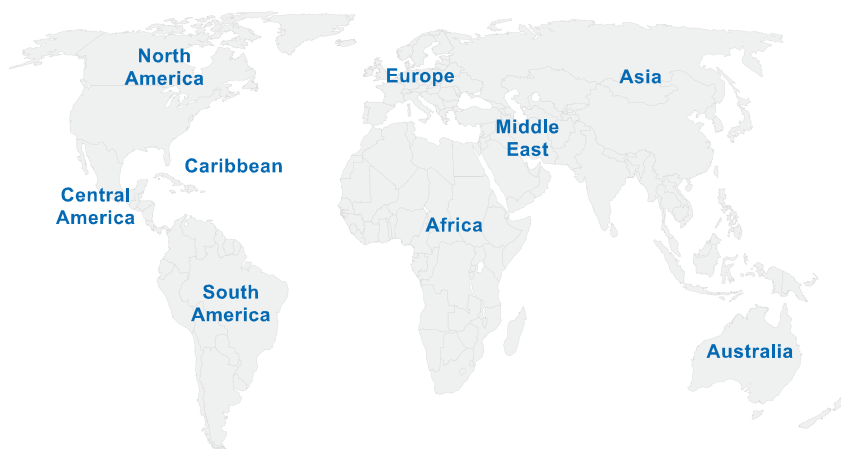 North
America
Europe
Asia
Middle
East
Caribbean
Central
America
Africa
South
America
Australia